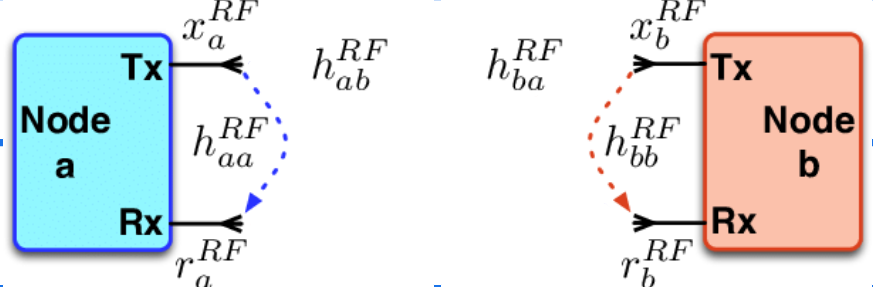 x_a^{RF}
Tx
h_{ab}^{RF}
Node
a
h_{aa}^{RF}
Rx
r_a^{RF}
h_{ba}^{RF}
x_b^{RF}
Tx
h_{bb}^{RF}
Node
b
Rx
r_b^{RF}